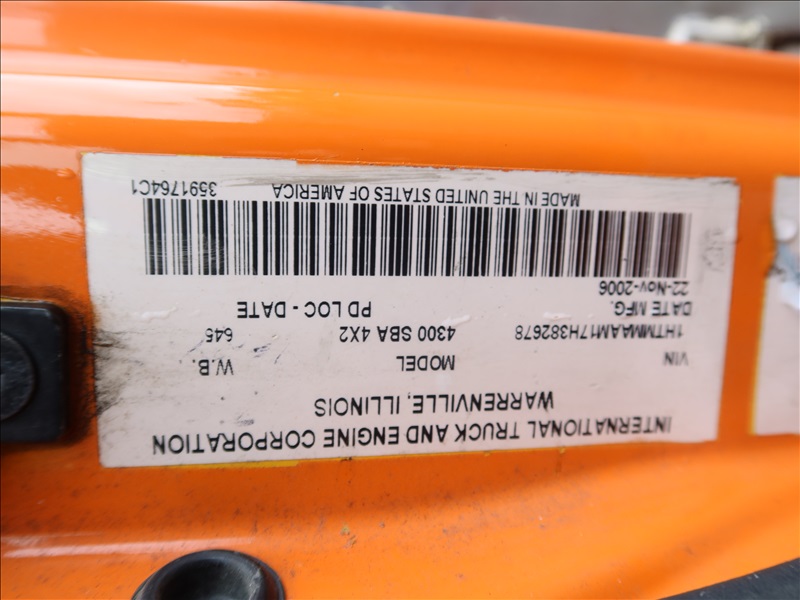 INTERNATIONAL TRUCK AND ENGINE CORPORATION
WARRENVILLE, ILLINOIS
VIN MODEL W.B.
1HTMMAAM17H382678 4300 SBA 4X2 645
DATE MFG. PD LOC - DATE
22-Nov-2006
MADE IN THE UNITED STATES OF AMERICA 3591764C1